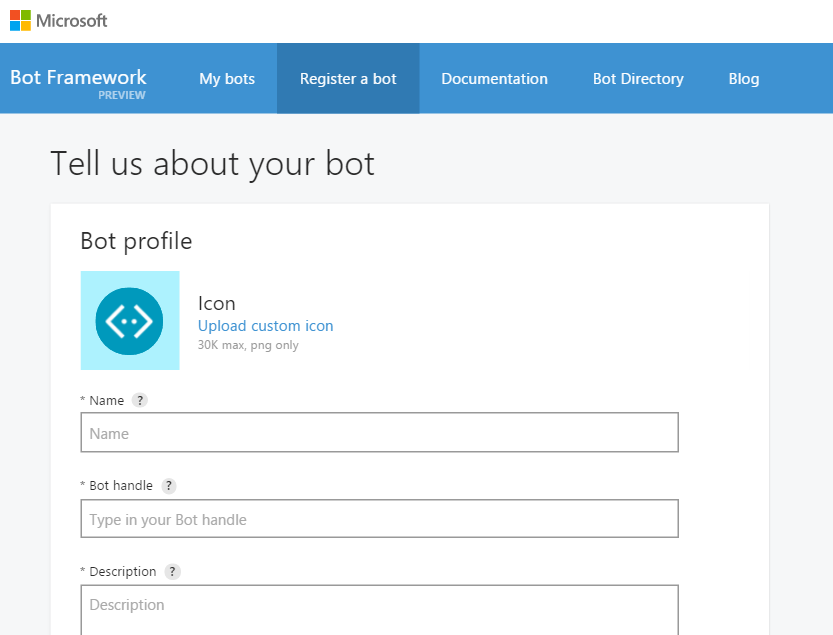 Microsoft
Bot Framework My bots Register a bot Documentation Bot Directory Blog
PREVIEW
Tell us about your bot
Bot profile
Icon
Upload custom icon
30K max, png only
* Name ?
Name
* Bot handle ?
Type in your Bot handle
* Description ?
Description